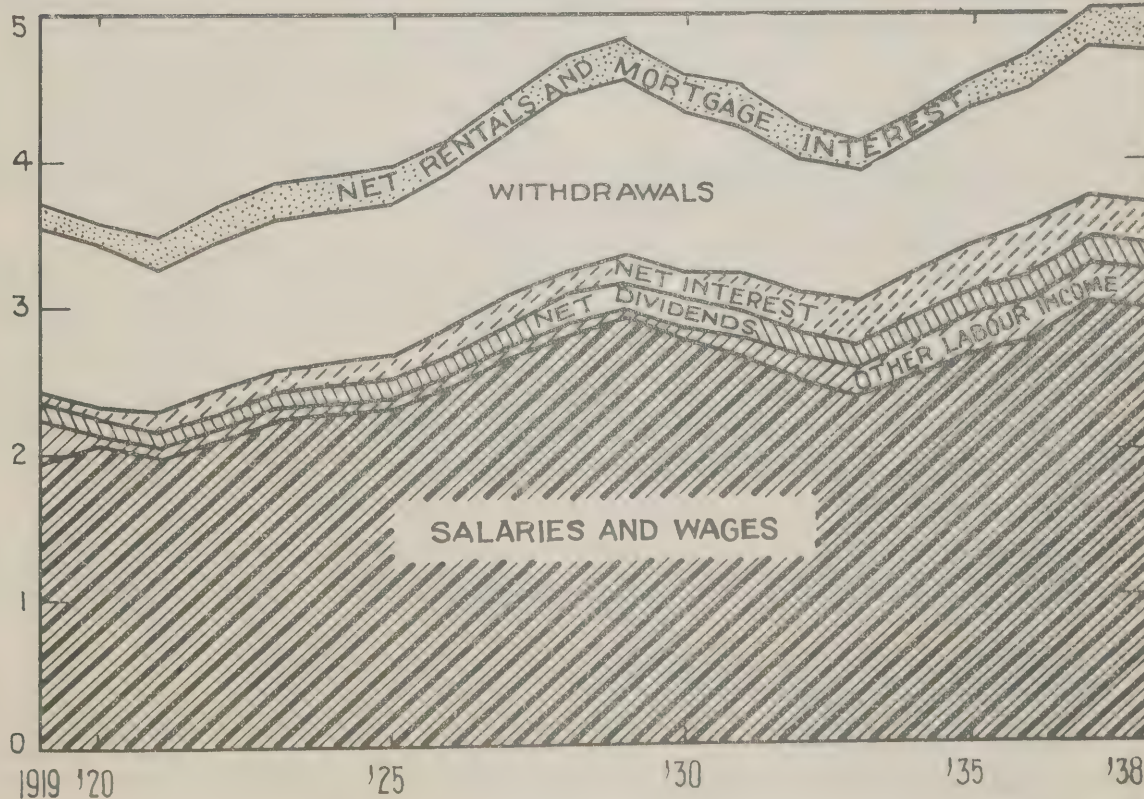 5
4
3
2
1
0
NET RENTALS AND MORTGAGE INTEREST
WITHDRAWALS
NET INTEREST
NET DIVIDENDS
OTHER LABOUR INCOME
SALARIES AND WAGES
1919 '20 '25 '30 '35 '38